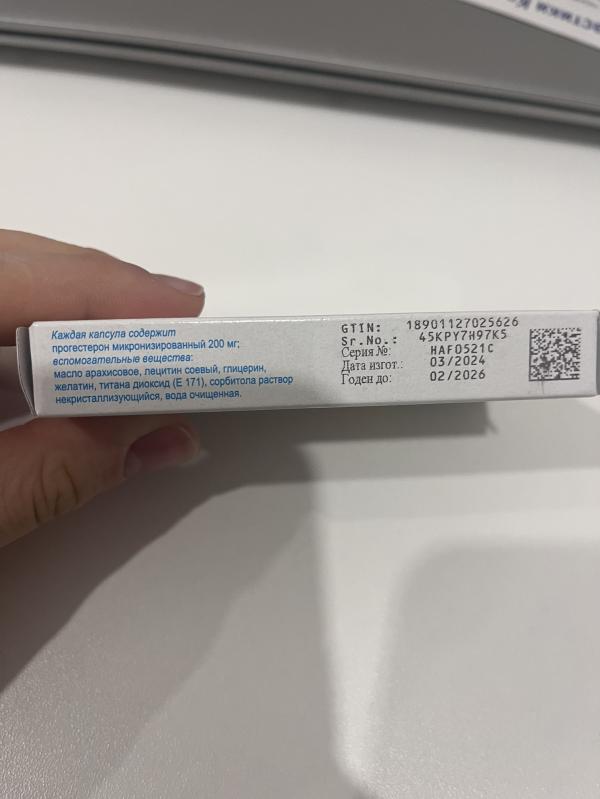 Каждая капсула содержит
прогестерон микронизированный 200 мг;
вспомогательные вещества:
масло арахисовое, лецитин соевый, глицерин,
желатин, титана диоксид (E 171), сорбитола раствор
некристаллизующийся, вода очищенная.
GTIN: 18901127025626
Sr.No.: 45KPY7H97K5
Серия №: HAF0521C
Дата изгот.: 03/2024
Годен до: 02/2026